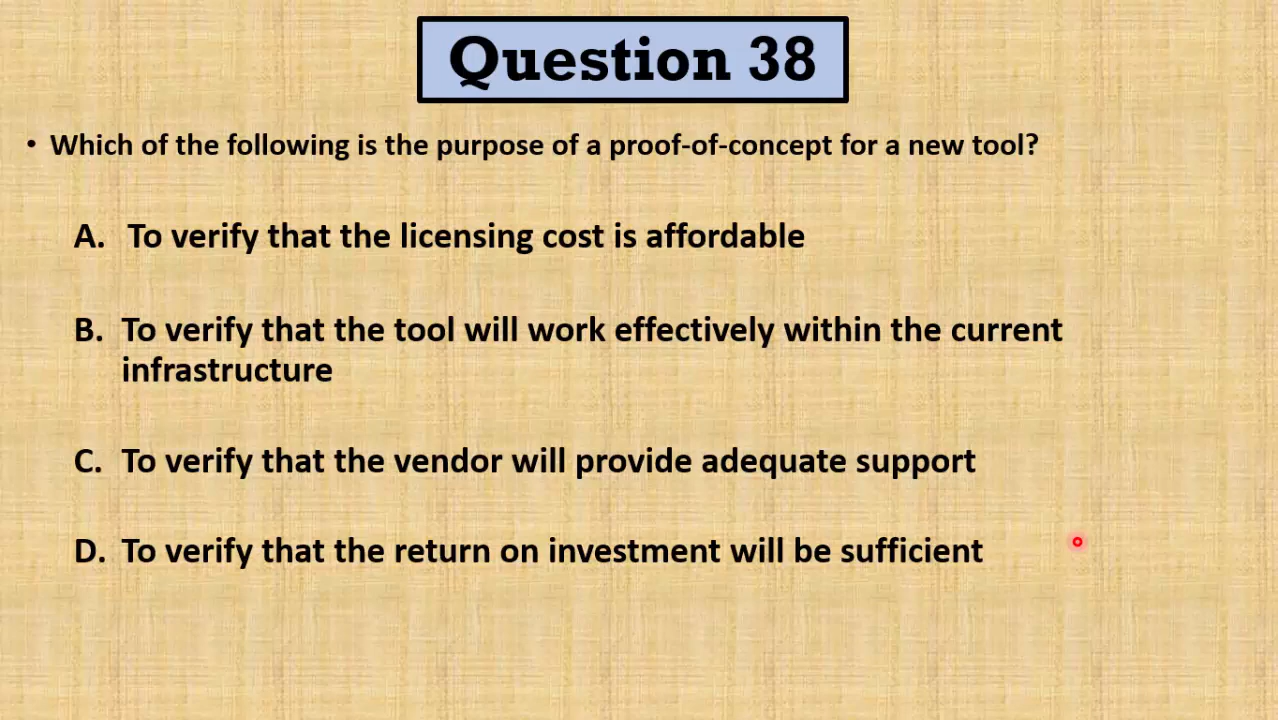 Question 38
• Which of the following is the purpose of a proof-of-concept for a new tool?
A. To verify that the licensing cost is affordable
B. To verify that the tool will work effectively within the current
infrastructure
C. To verify that the vendor will provide adequate support
D. To verify that the return on investment will be sufficient